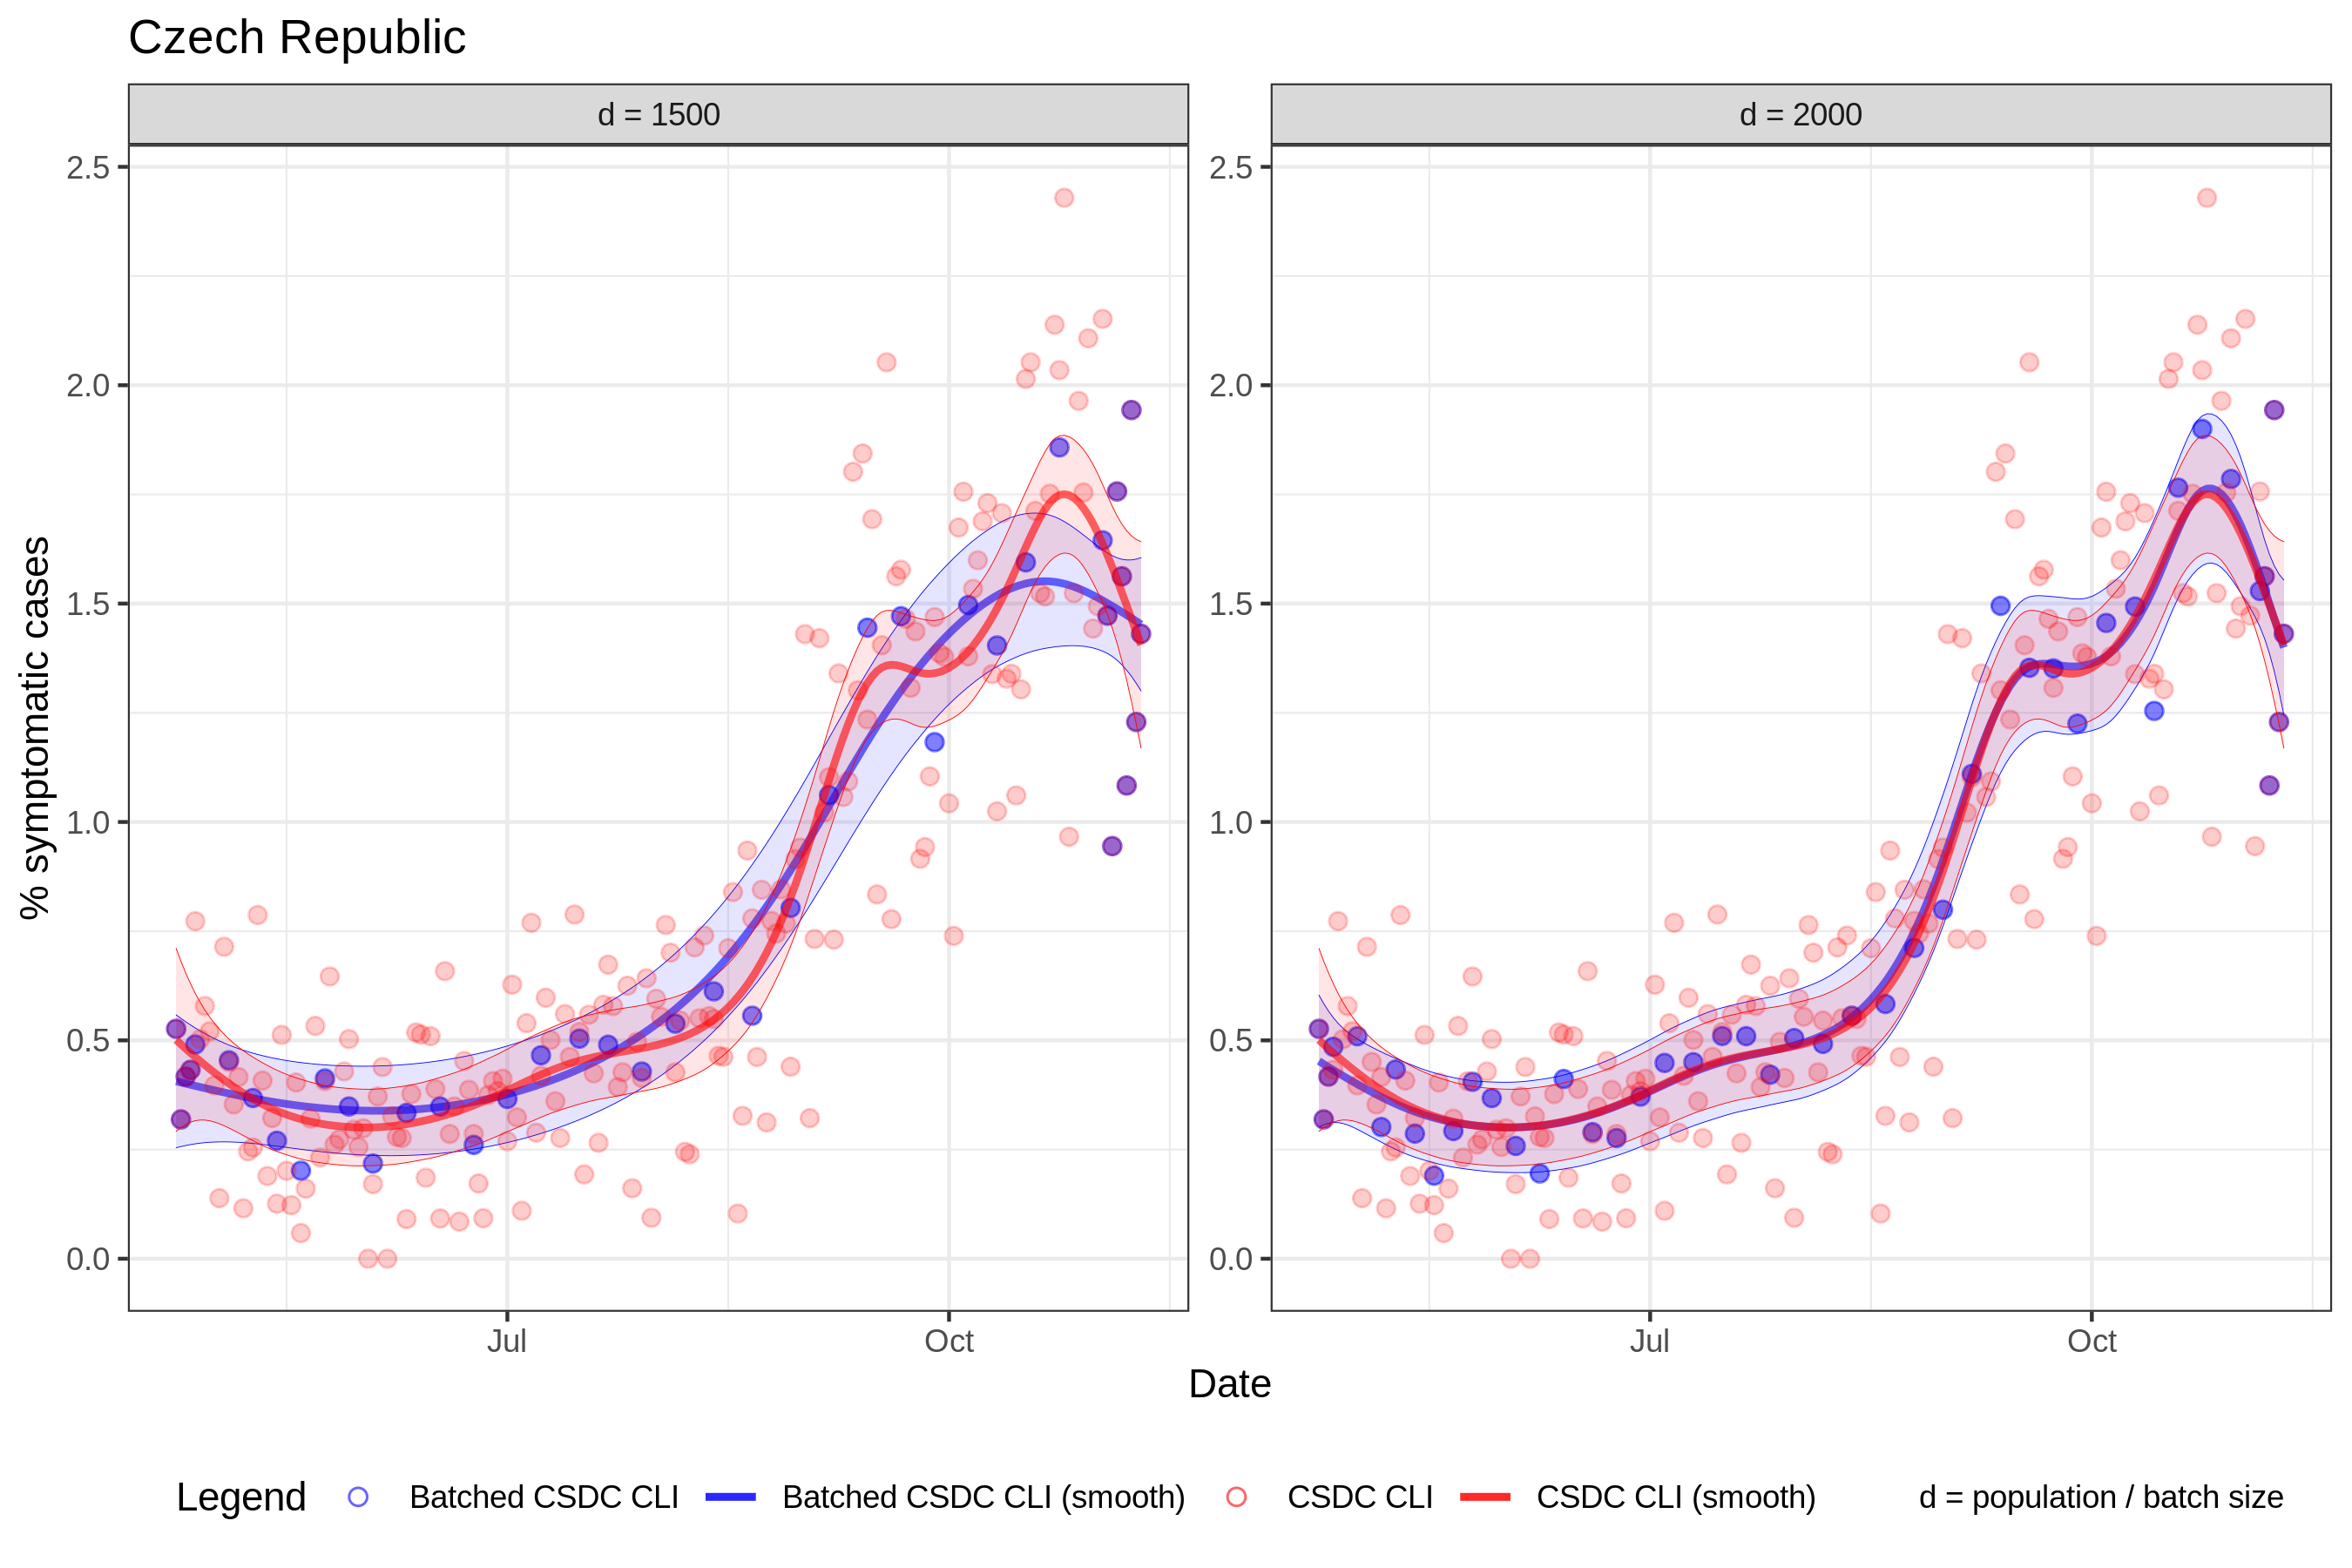 Czech Republic
d = 1500
d = 2000
% symptomatic cases
2.5
2.0
1.5
1.0
0.5
0.0
2.5
2.0
1.5
1.0
0.5
0.0
Jul
Oct
Jul
Oct
Date
Legend Batched CSDC CLI Batched CSDC CLI (smooth) CSDC CLI CSDC CLI (smooth) d = population / batch size